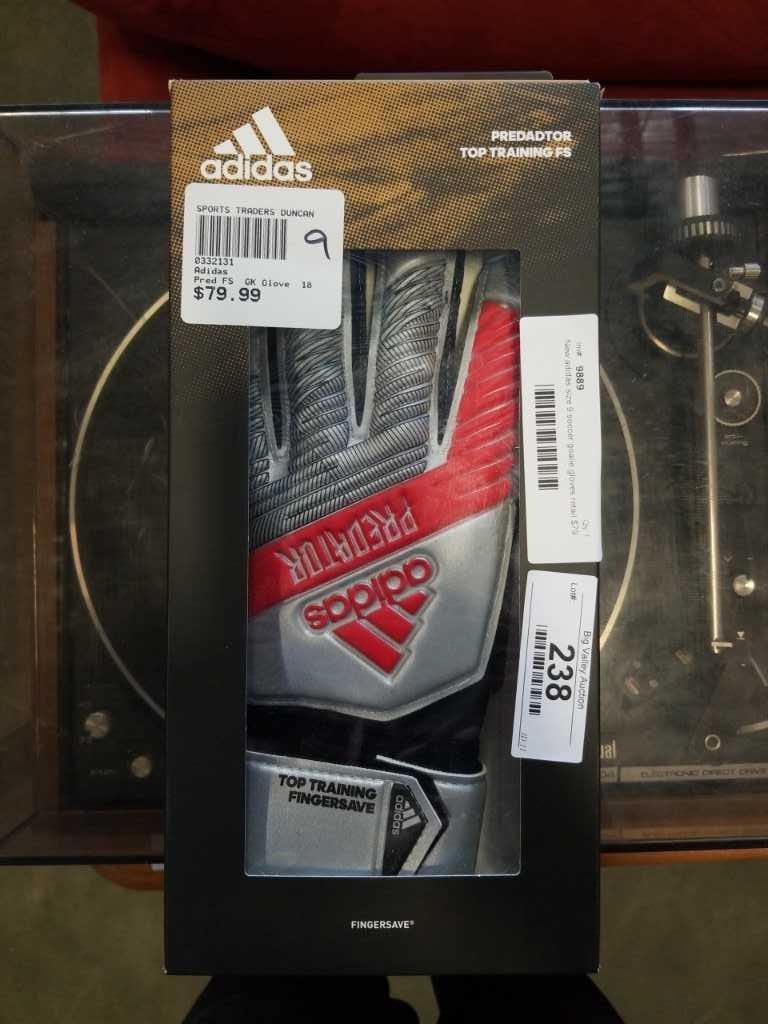 adidas
PREDADTOR
TOP TRAINING FS
SPORTS TRADERS DUNCAN
9
0332131
Adidas
Pred FS GK Glove 18
$79.99
Inv# 9889
Qty 1
New adidas size 9 soccer goalie gloves retail $79
Lot#
238
Big Valley Auction
PREDATOR
adidas
TOP TRAINING
FINGERSAVE
adidas
FINGERSAVE®
ELECTRONIC DIRECT DRIVE